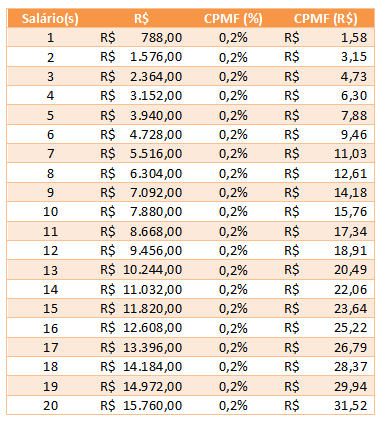 Salário(s) R$ CPMF (%) CPMF (R$)
1 R$ 788,00 0,2% R$ 1,58
2 R$ 1.576,00 0,2% R$ 3,15
3 R$ 2.364,00 0,2% R$ 4,73
4 R$ 3.152,00 0,2% R$ 6,30
5 R$ 3.940,00 0,2% R$ 7,88
6 R$ 4.728,00 0,2% R$ 9,46
7 R$ 5.516,00 0,2% R$ 11,03
8 R$ 6.304,00 0,2% R$ 12,61
9 R$ 7.092,00 0,2% R$ 14,18
10 R$ 7.880,00 0,2% R$ 15,76
11 R$ 8.668,00 0,2% R$ 17,34
12 R$ 9.456,00 0,2% R$ 18,91
13 R$ 10.244,00 0,2% R$ 20,49
14 R$ 11.032,00 0,2% R$ 22,06
15 R$ 11.820,00 0,2% R$ 23,64
16 R$ 12.608,00 0,2% R$ 25,22
17 R$ 13.396,00 0,2% R$ 26,79
18 R$ 14.184,00 0,2% R$ 28,37
19 R$ 14.972,00 0,2% R$ 29,94
20 R$ 15.760,00 0,2% R$ 31,52